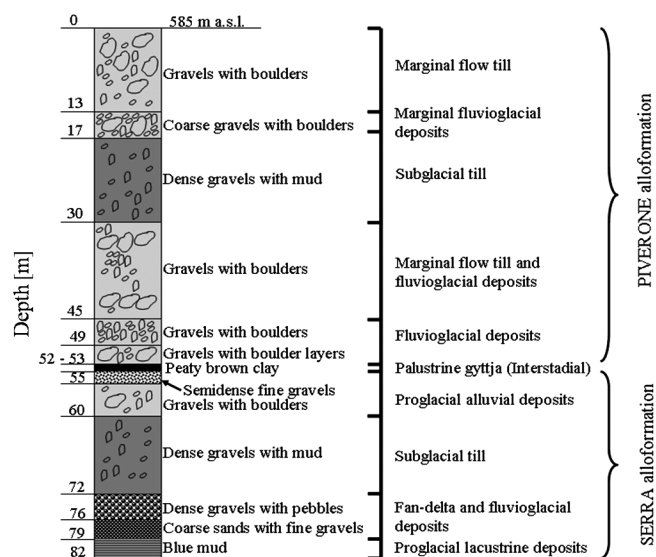 0
585 m a.s.l.
Gravels with boulders
Marginal flow till
13
Coarse gravels with boulders
Marginal fluvioglacial
deposits
17
Dense gravels with mud
Subglacial till
30
Gravels with boulders
Marginal flow till and
fluvioglacial deposits
45
Gravels with boulders
Fluvioglacial deposits
49
Gravels with boulder layers
52 - 53
Peaty brown clay
Palustrine gyttja (Interstadial)
55
Semidense fine gravels
Gravels with boulders
Proglacial alluvial deposits
60
Dense gravels with mud
Subglacial till
72
Dense gravels with pebbles
Fan-delta and fluvioglacial
deposits
76
Coarse sands with fine gravels
79
Blue mud
Proglacial lacustrine deposits
82
Depth [m]
PIVERONE alloformation
SERRA alloformation